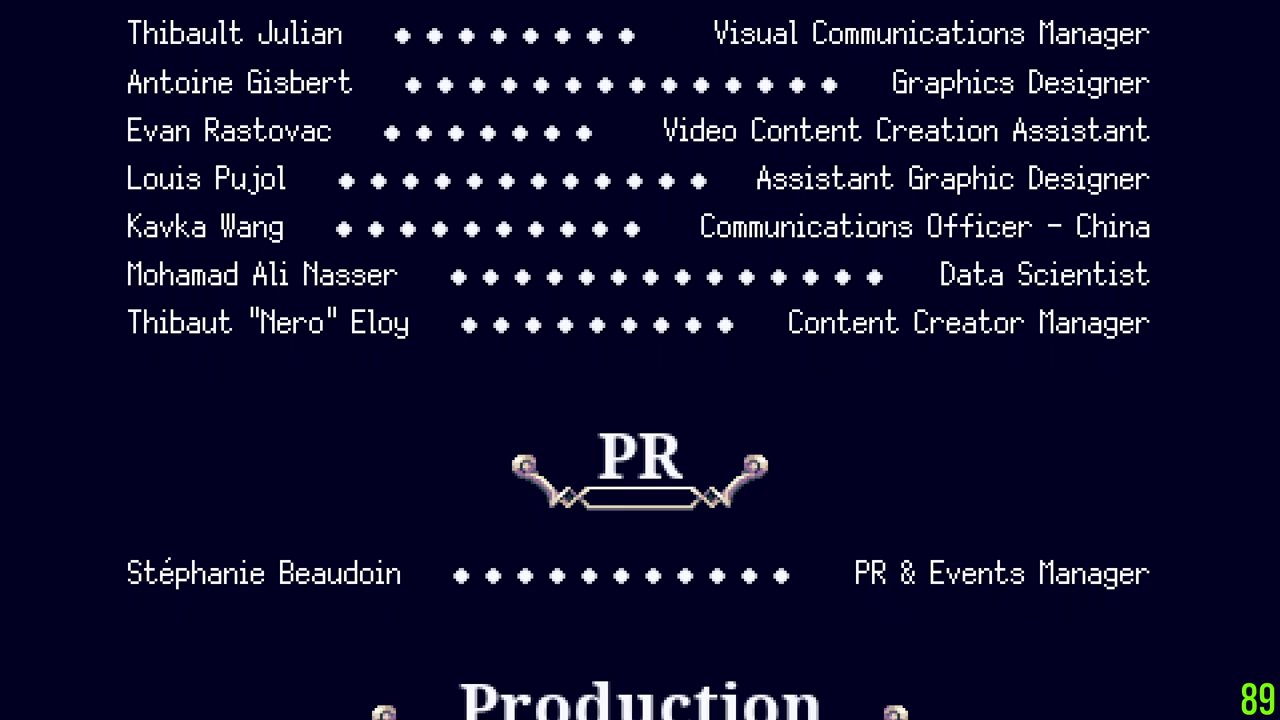 Thibault Julian Visual Communications Manager
Antoine Gisbert Graphics Designer
Evan Rastovac Video Content Creation Assistant
Louis Pujol Assistant Graphic Designer
Kavka Wang Communications Officer - China
Mohamad Ali Nasser Data Scientist
Thibaut "Nero" Eloy Content Creator Manager
PR
Stéphanie Beaudoin PR & Events Manager
Production
89